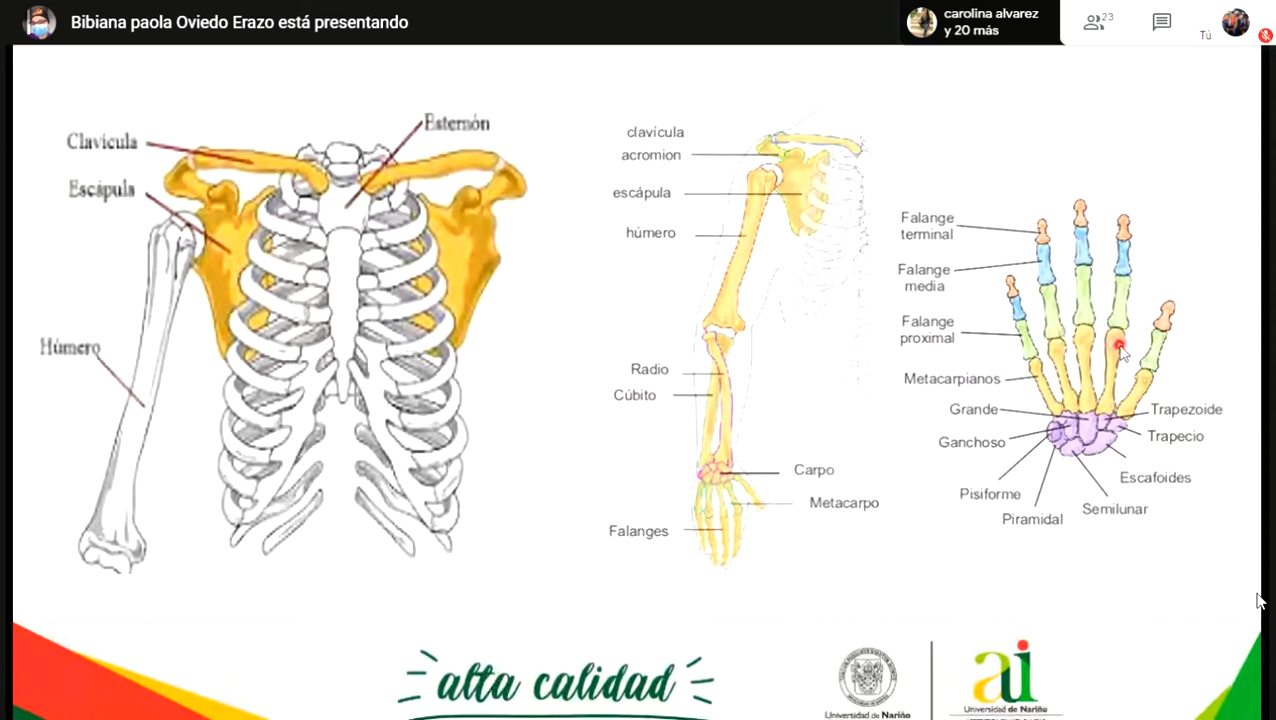 Bibiana paola Oviedo Erazo está presentando
carolina alvarez
y 20 más
23
Tú
Clavícula
Esternón
Escápula
Húmero
clavícula
acromion
escápula
húmero
Radio
Cúbito
Carpo
Metacarpo
Falanges
Falange
terminal
Falange
media
Falange
proximal
Metacarpianos
Grande
Ganchoso
Pisiforme
Piramidal
Semilunar
Escafoides
Trapecio
Trapezoide
alta calidad
Universidad de Nariño
ai
Universidad de Nariño